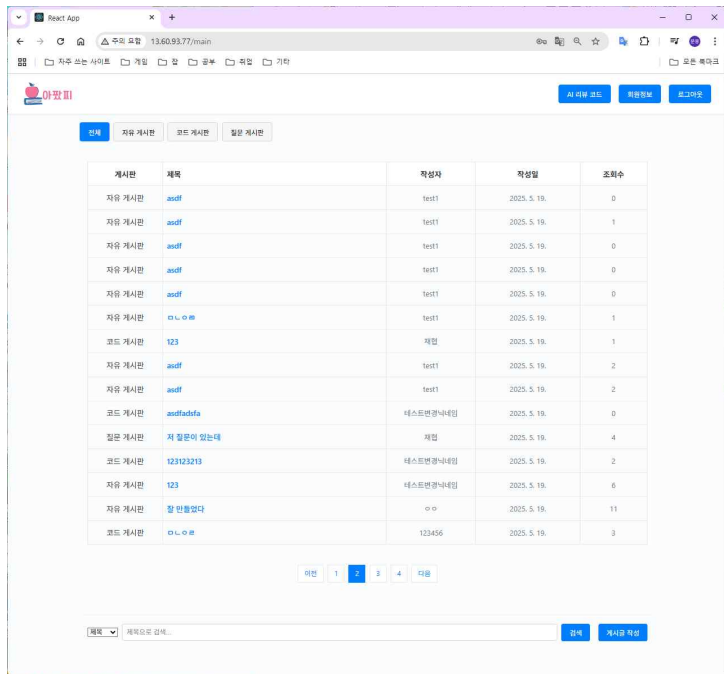 React App
주의 요함 13.60.93.77/main
자주 쓰는 사이트 게임 잡 공부 취업 기타 모든 북마크
아팠피 AI 리뷰 코드 회원정보 로그아웃
전체 자유 게시판 코드 게시판 질문 게시판
게시판 제목 작성자 작성일 조회수
자유 게시판 asdf test1 2025. 5. 19. 0
자유 게시판 asdf test1 2025. 5. 19. 1
자유 게시판 asdf test1 2025. 5. 19. 0
자유 게시판 asdf test1 2025. 5. 19. 0
자유 게시판 asdf test1 2025. 5. 19. 0
자유 게시판 ㅁㄴㅇㄹ test1 2025. 5. 19. 1
코드 게시판 123 재협 2025. 5. 19. 1
자유 게시판 asdf test1 2025. 5. 19. 2
자유 게시판 asdf test1 2025. 5. 19. 2
코드 게시판 asdfadsfa 테스트변경닉네임 2025. 5. 19. 0
질문 게시판 저 질문이 있는데 재협 2025. 5. 19. 4
코드 게시판 123123213 테스트변경닉네임 2025. 5. 19. 2
자유 게시판 123 테스트변경닉네임 2025. 5. 19. 6
자유 게시판 잘 만들었다 ㅇㅇ 2025. 5. 19. 11
코드 게시판 ㅁㄴㅇㄹ 123456 2025. 5. 19. 3
이전 1 2 3 4 다음
제목 제목으로 검색... 검색 게시글 작성